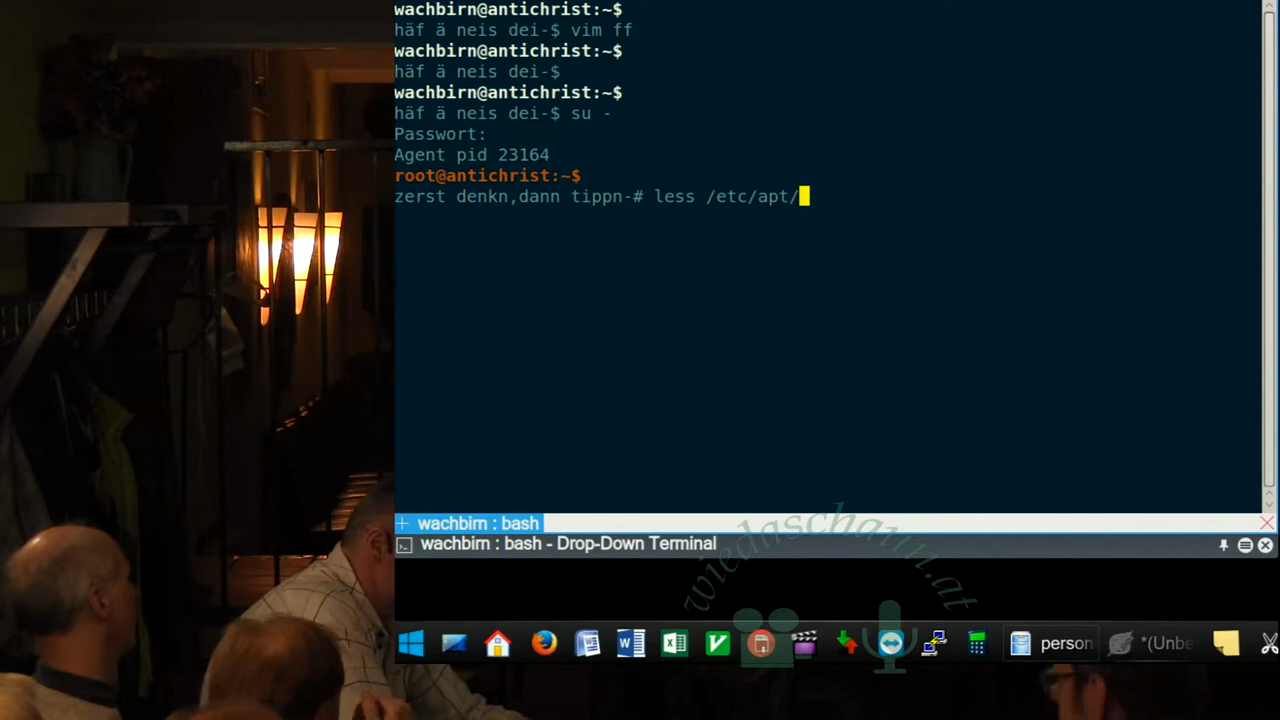 wachbirn@antichrist:~$
häf ä neis dei-$ vim ff
wachbirn@antichrist:~$
häf ä neis dei-$
wachbirn@antichrist:~$
häf ä neis dei-$ su -
Passwort:
Agent pid 23164
root@antichrist:~$
zerst denkn,dann tippn-# less /etc/apt/
wachbirn : bash
wachbirn : bash - Drop-Down Terminal
wiedaschaun.at
person
*(Unbe